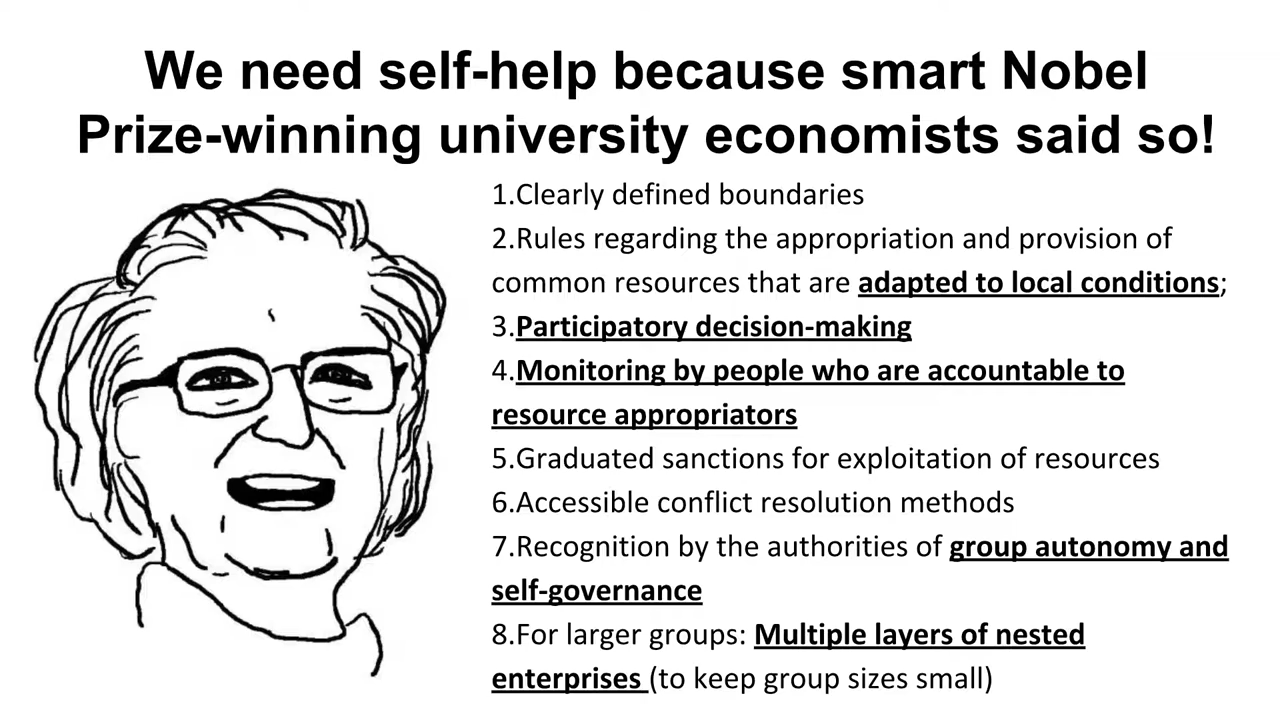 We need self-help because smart Nobel
Prize-winning university economists said so!
1.Clearly defined boundaries
2.Rules regarding the appropriation and provision of
common resources that are adapted to local conditions;
3.Participatory decision-making
4.Monitoring by people who are accountable to
resource appropriators
5.Graduated sanctions for exploitation of resources
6.Accessible conflict resolution methods
7.Recognition by the authorities of group autonomy and
self-governance
8.For larger groups: Multiple layers of nested
enterprises (to keep group sizes small)